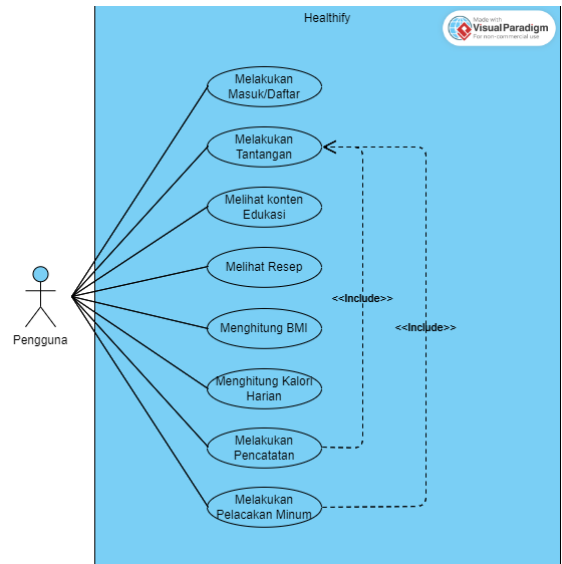 Healthify
Made with
Visual Paradigm
For non-commercial use
Melakukan
Masuk/Daftar
Melakukan
Tantangan
Melihat konten
Edukasi
Melihat Resep
<<Include>>
<<Include>>
Menghitung BMI
Pengguna
Menghitung Kalori
Harian
Melakukan
Pencatatan
Melakukan
Pelacakan Minum